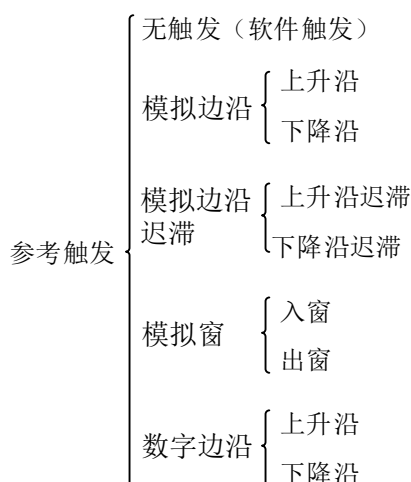 无触发（软件触发）
模拟边沿
上升沿
下降沿
模拟边沿
迟滞
上升沿迟滞
下降沿迟滞
参考触发
模拟窗
入窗
出窗
数字边沿
上升沿
下降沿